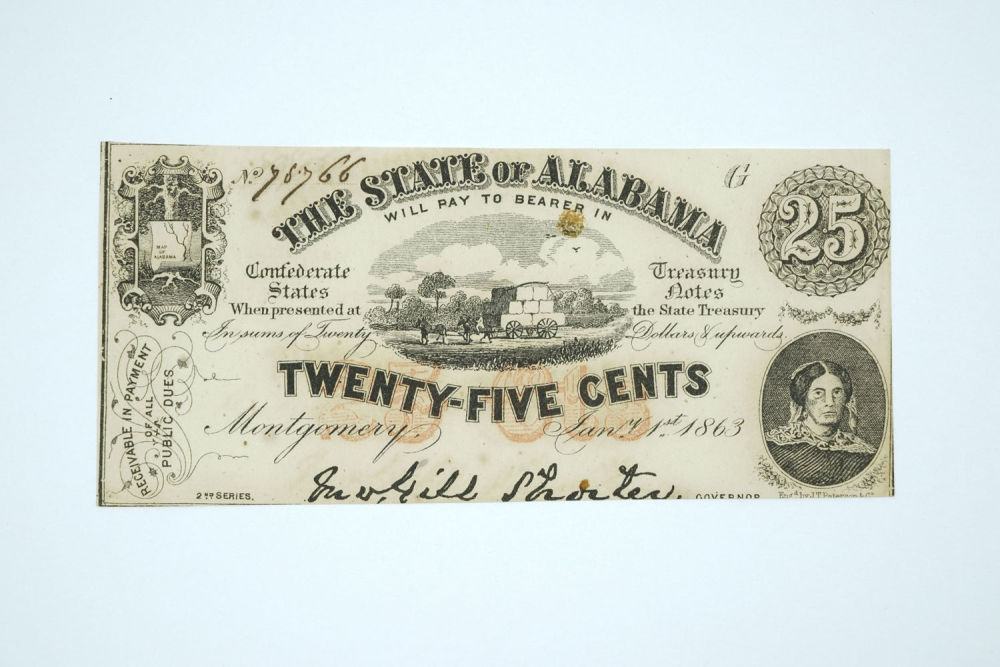 No 78766
THE STATE OF ALABAMA
G
25
WILL PAY TO BEARER IN
MAP
OF
ALABAMA
Confederate
States
Treasury
Notes
When presented at
the State Treasury
In sums of Twenty
Dollars & upwards
TWENTY-FIVE CENTS
Montgomery, Jany 1st 1863
RECEIVABLE IN PAYMENT
OF ALL
PUBLIC DUES.
2ND SERIES.
Jno. Gill Shorter. GOVERNOR
Engd by J.T. Paterson & Co